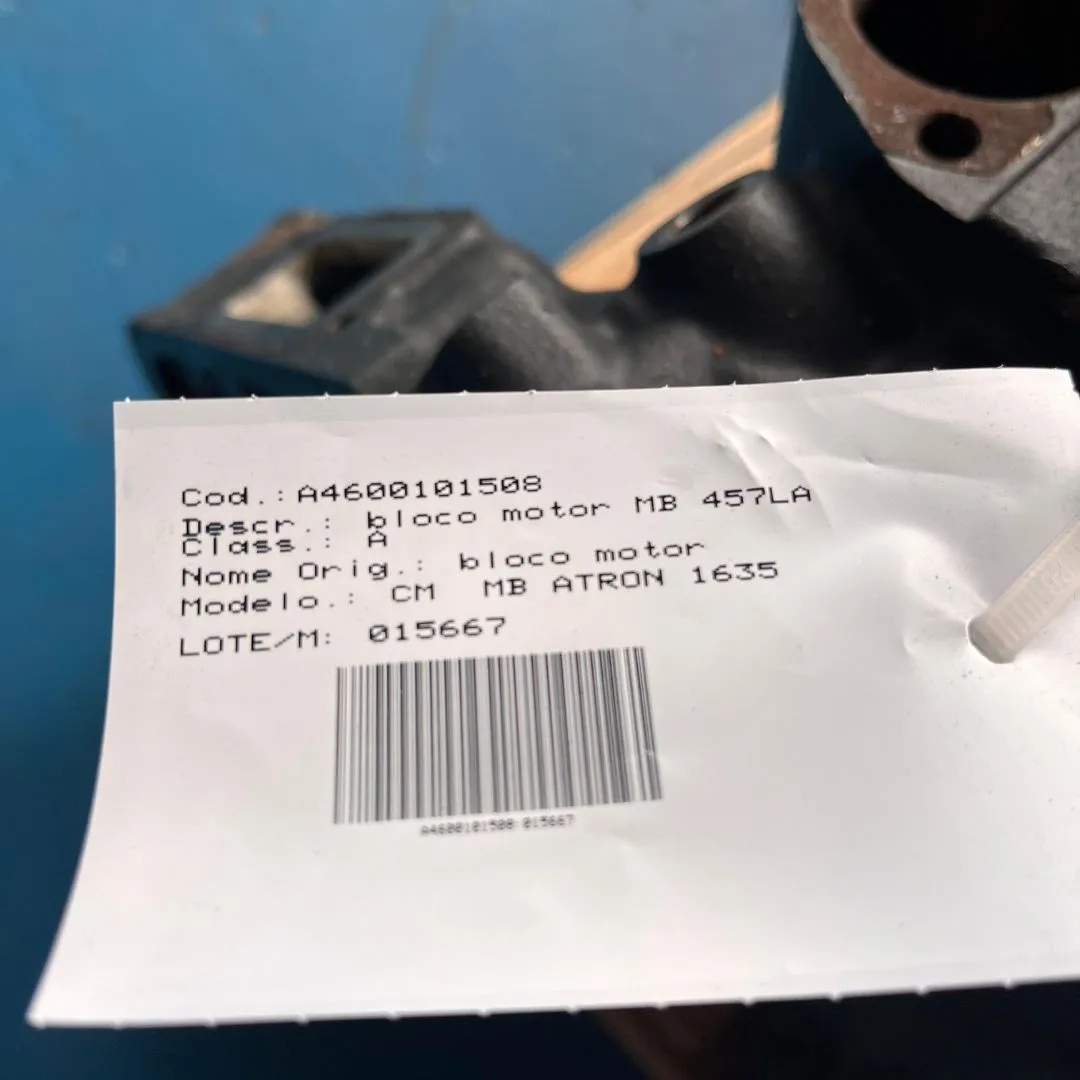 Cod.: A4600101508
Descr.: bloco motor MB 457LA
Class.: A
Nome Orig.: bloco motor
Modelo.: CM MB ATRON 1635
LOTE/M: 015667
A4600101508-015667